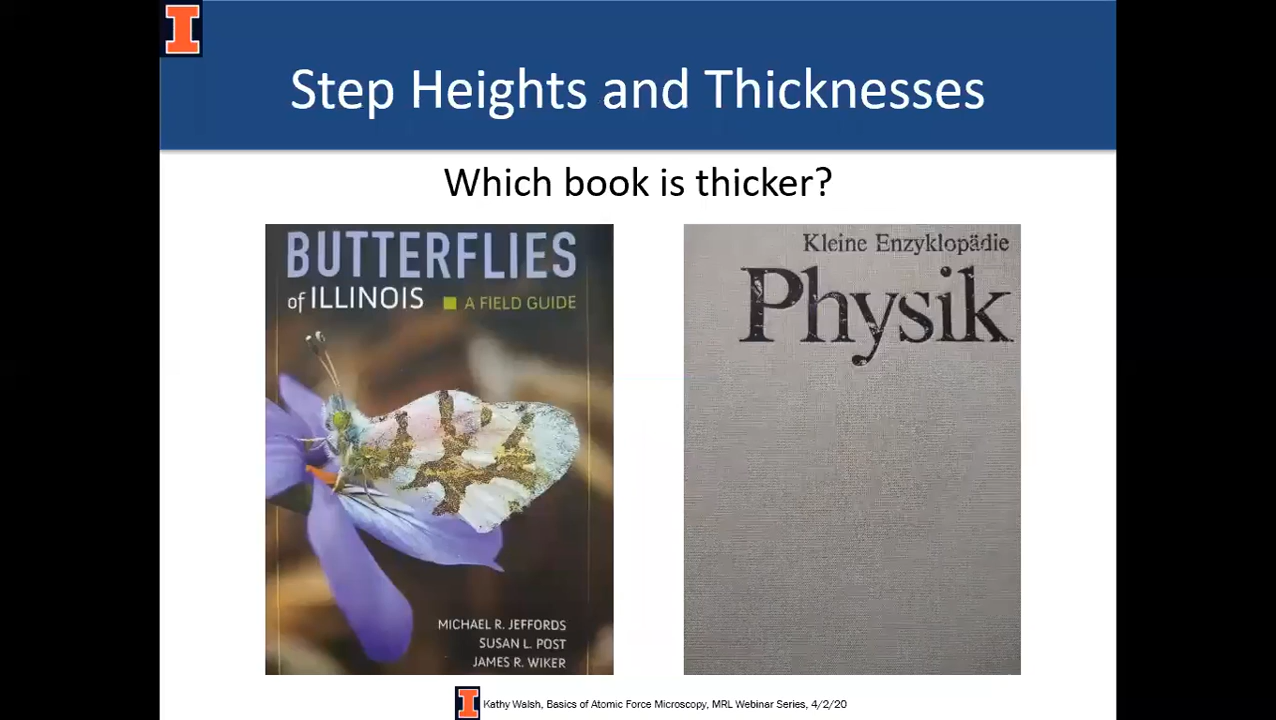 Step Heights and Thicknesses
Which book is thicker?
BUTTERFLIES
of ILLINOIS ■ A FIELD GUIDE
MICHAEL R. JEFFORDS
SUSAN L. POST
JAMES R. WIKER
Kleine Enzyklopädie
Physik
Kathy Walsh, Basics of Atomic Force Microscopy, MRL Webinar Series, 4/2/20